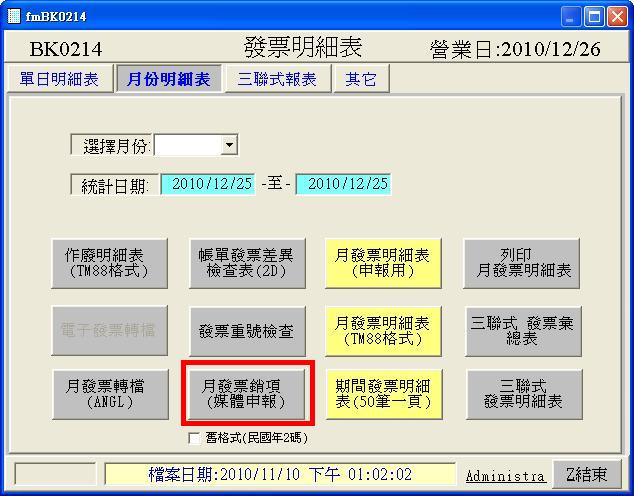 fmBK0214
BK0214
發票明細表
營業日:2010/12/26
單日明細表
月份明細表
三聯式報表
其它
選擇月份:
統計日期: 2010/12/25 -至- 2010/12/25
作廢明細表
(TM88格式)
帳單發票差異
檢查表(2D)
月發票明細表
(申報用)
列印
月發票明細表
電子發票轉檔
發票重號檢查
月發票明細表
(TM88格式)
三聯式 發票彙
總表
月發票轉檔
(ANGL)
月發票銷項
(媒體申報)
期間發票明細
表(50筆一頁)
三聯式
發票明細表
舊格式(民國年2碼)
檔案日期:2010/11/10 下午 01:02:02
Administra
Z結束